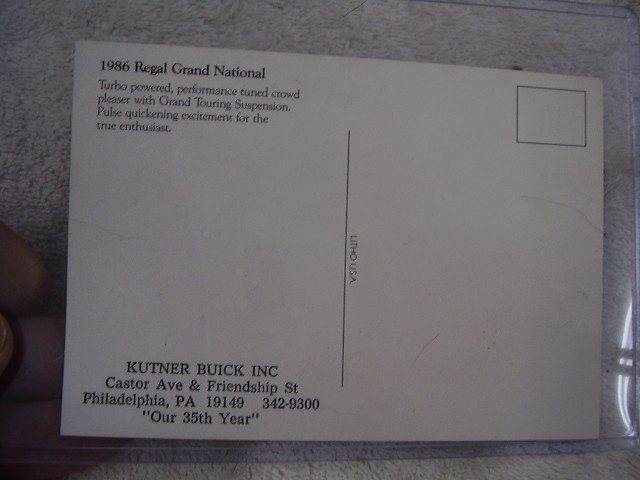 1986 Regal Grand National
Turbo powered, performance tuned crowd
pleaser with Grand Touring Suspension.
Pulse quickening excitement for the
true enthusiast.
LITHO USA
KUTNER BUICK INC
Castor Ave & Friendship St
Philadelphia, PA 19149 342-9300
"Our 35th Year"